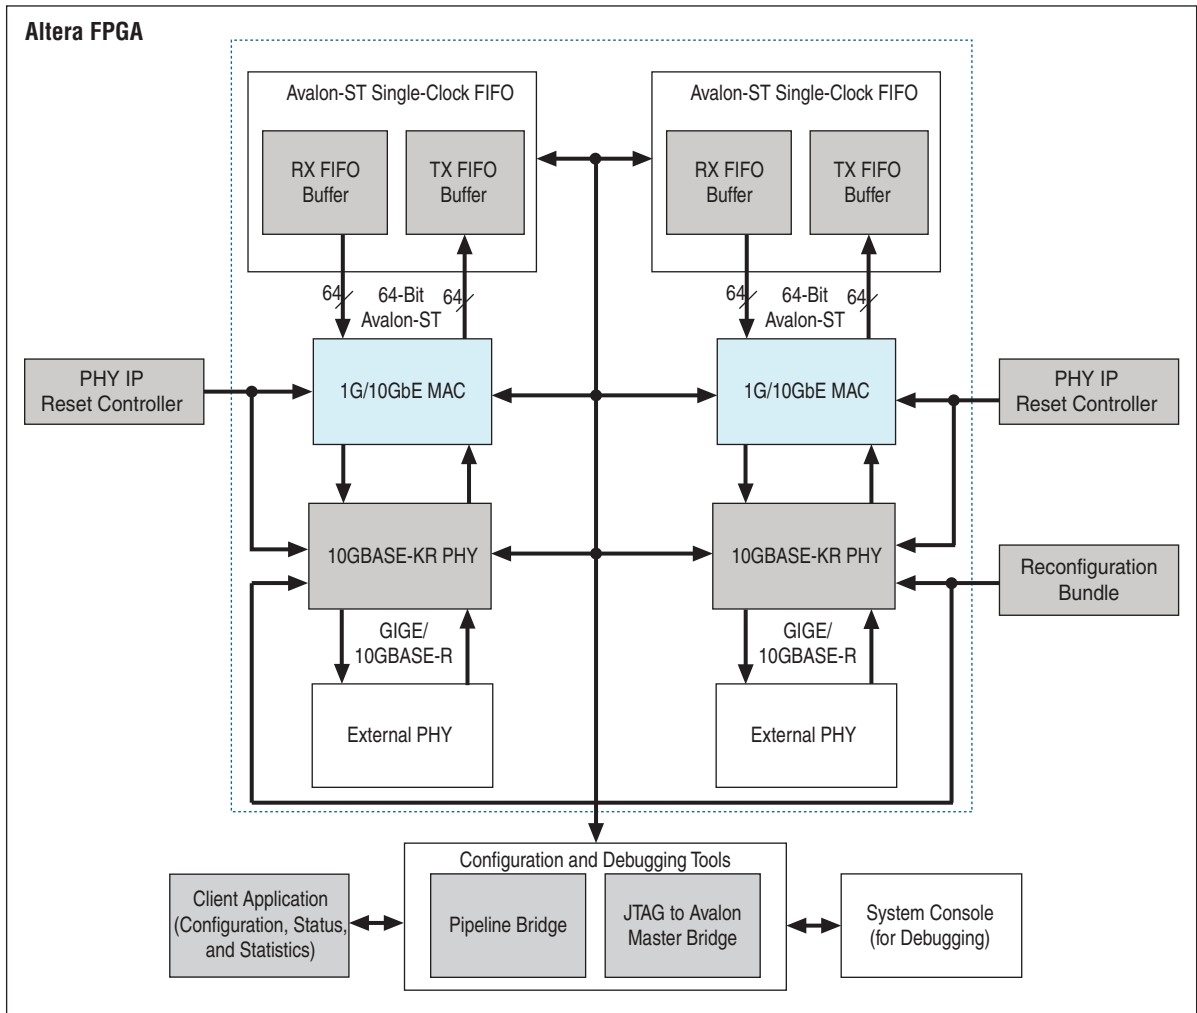 Altera FPGA
Avalon-ST Single-Clock FIFO
RX FIFO
Buffer
TX FIFO
Buffer
Avalon-ST Single-Clock FIFO
RX FIFO
Buffer
TX FIFO
Buffer
64
64-Bit
Avalon-ST
64
64
64-Bit
Avalon-ST
64
PHY IP
Reset Controller
1G/10GbE MAC
1G/10GbE MAC
PHY IP
Reset Controller
10GBASE-KR PHY
10GBASE-KR PHY
Reconfiguration
Bundle
GIGE/
10GBASE-R
GIGE/
10GBASE-R
External PHY
External PHY
Configuration and Debugging Tools
Client Application
(Configuration, Status,
and Statistics)
Pipeline Bridge
JTAG to Avalon
Master Bridge
System Console
(for Debugging)